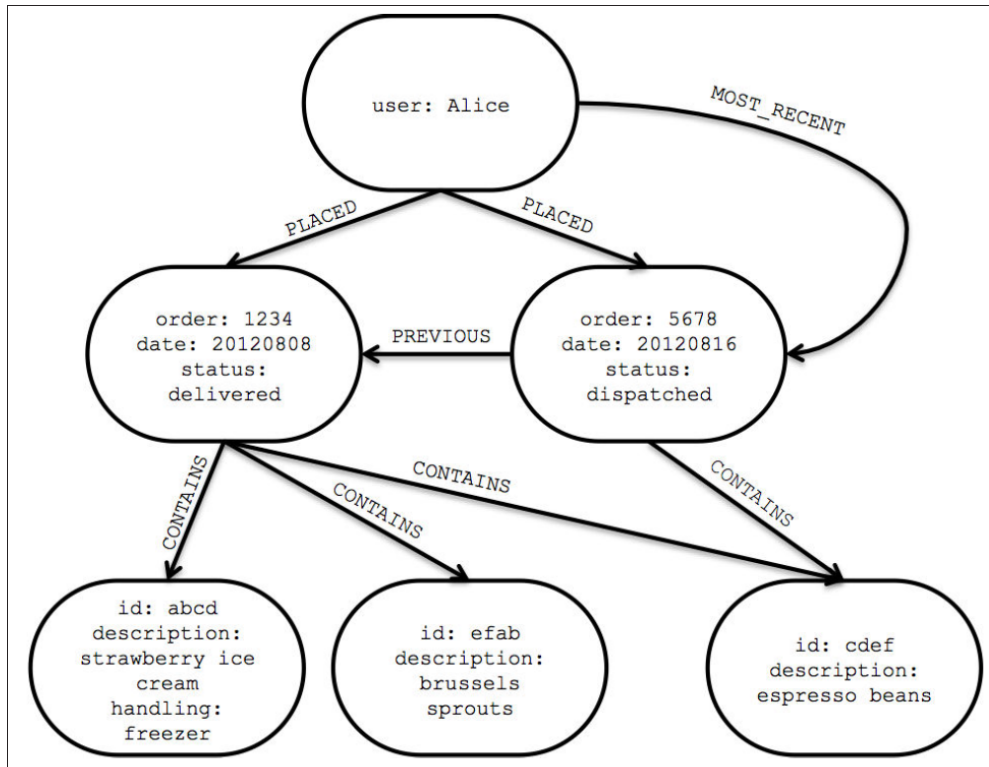 user: Alice
MOST_RECENT
PLACED
PLACED
order: 1234
date: 20120808
status:
delivered
PREVIOUS
order: 5678
date: 20120816
status:
dispatched
CONTAINS
CONTAINS
CONTAINS
CONTAINS
id: abcd
description:
strawberry ice
cream
handling:
freezer
id: efab
description:
brussels
sprouts
id: cdef
description:
espresso beans